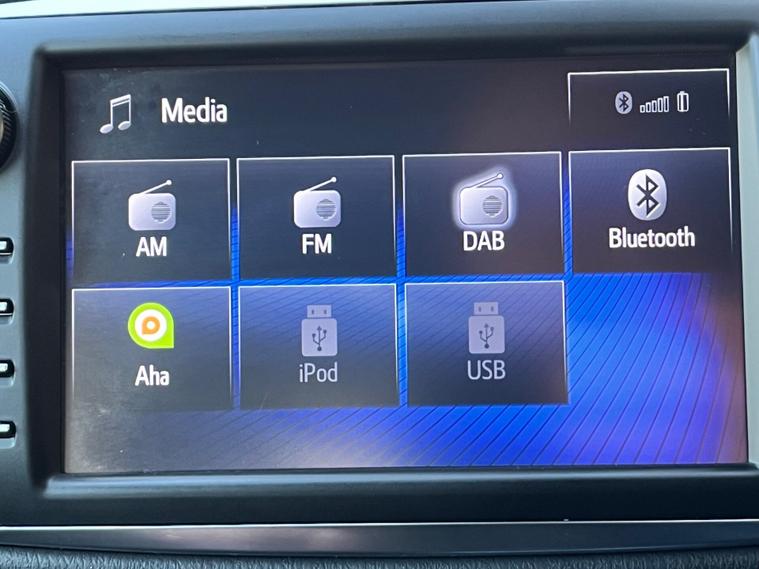 Media
AM
FM
DAB
Bluetooth
Aha
iPod
USB